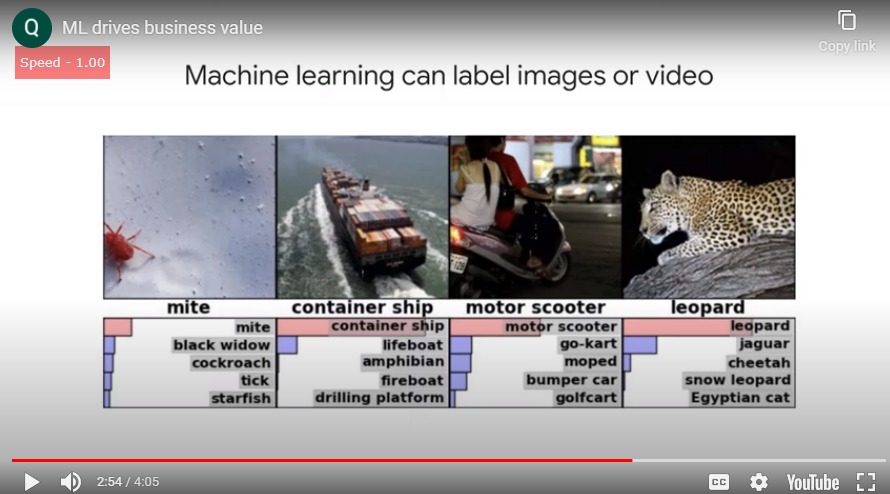 Q ML drives business value
Copy link
Speed - 1.00
Machine learning can label images or video
mite container ship motor scooter leopard
mite container ship motor scooter leopard
black widow lifeboat go-kart jaguar
cockroach amphibian moped cheetah
tick fireboat bumper car snow leopard
starfish drilling platform golfcart Egyptian cat
2:54 / 4:05 CC YouTube